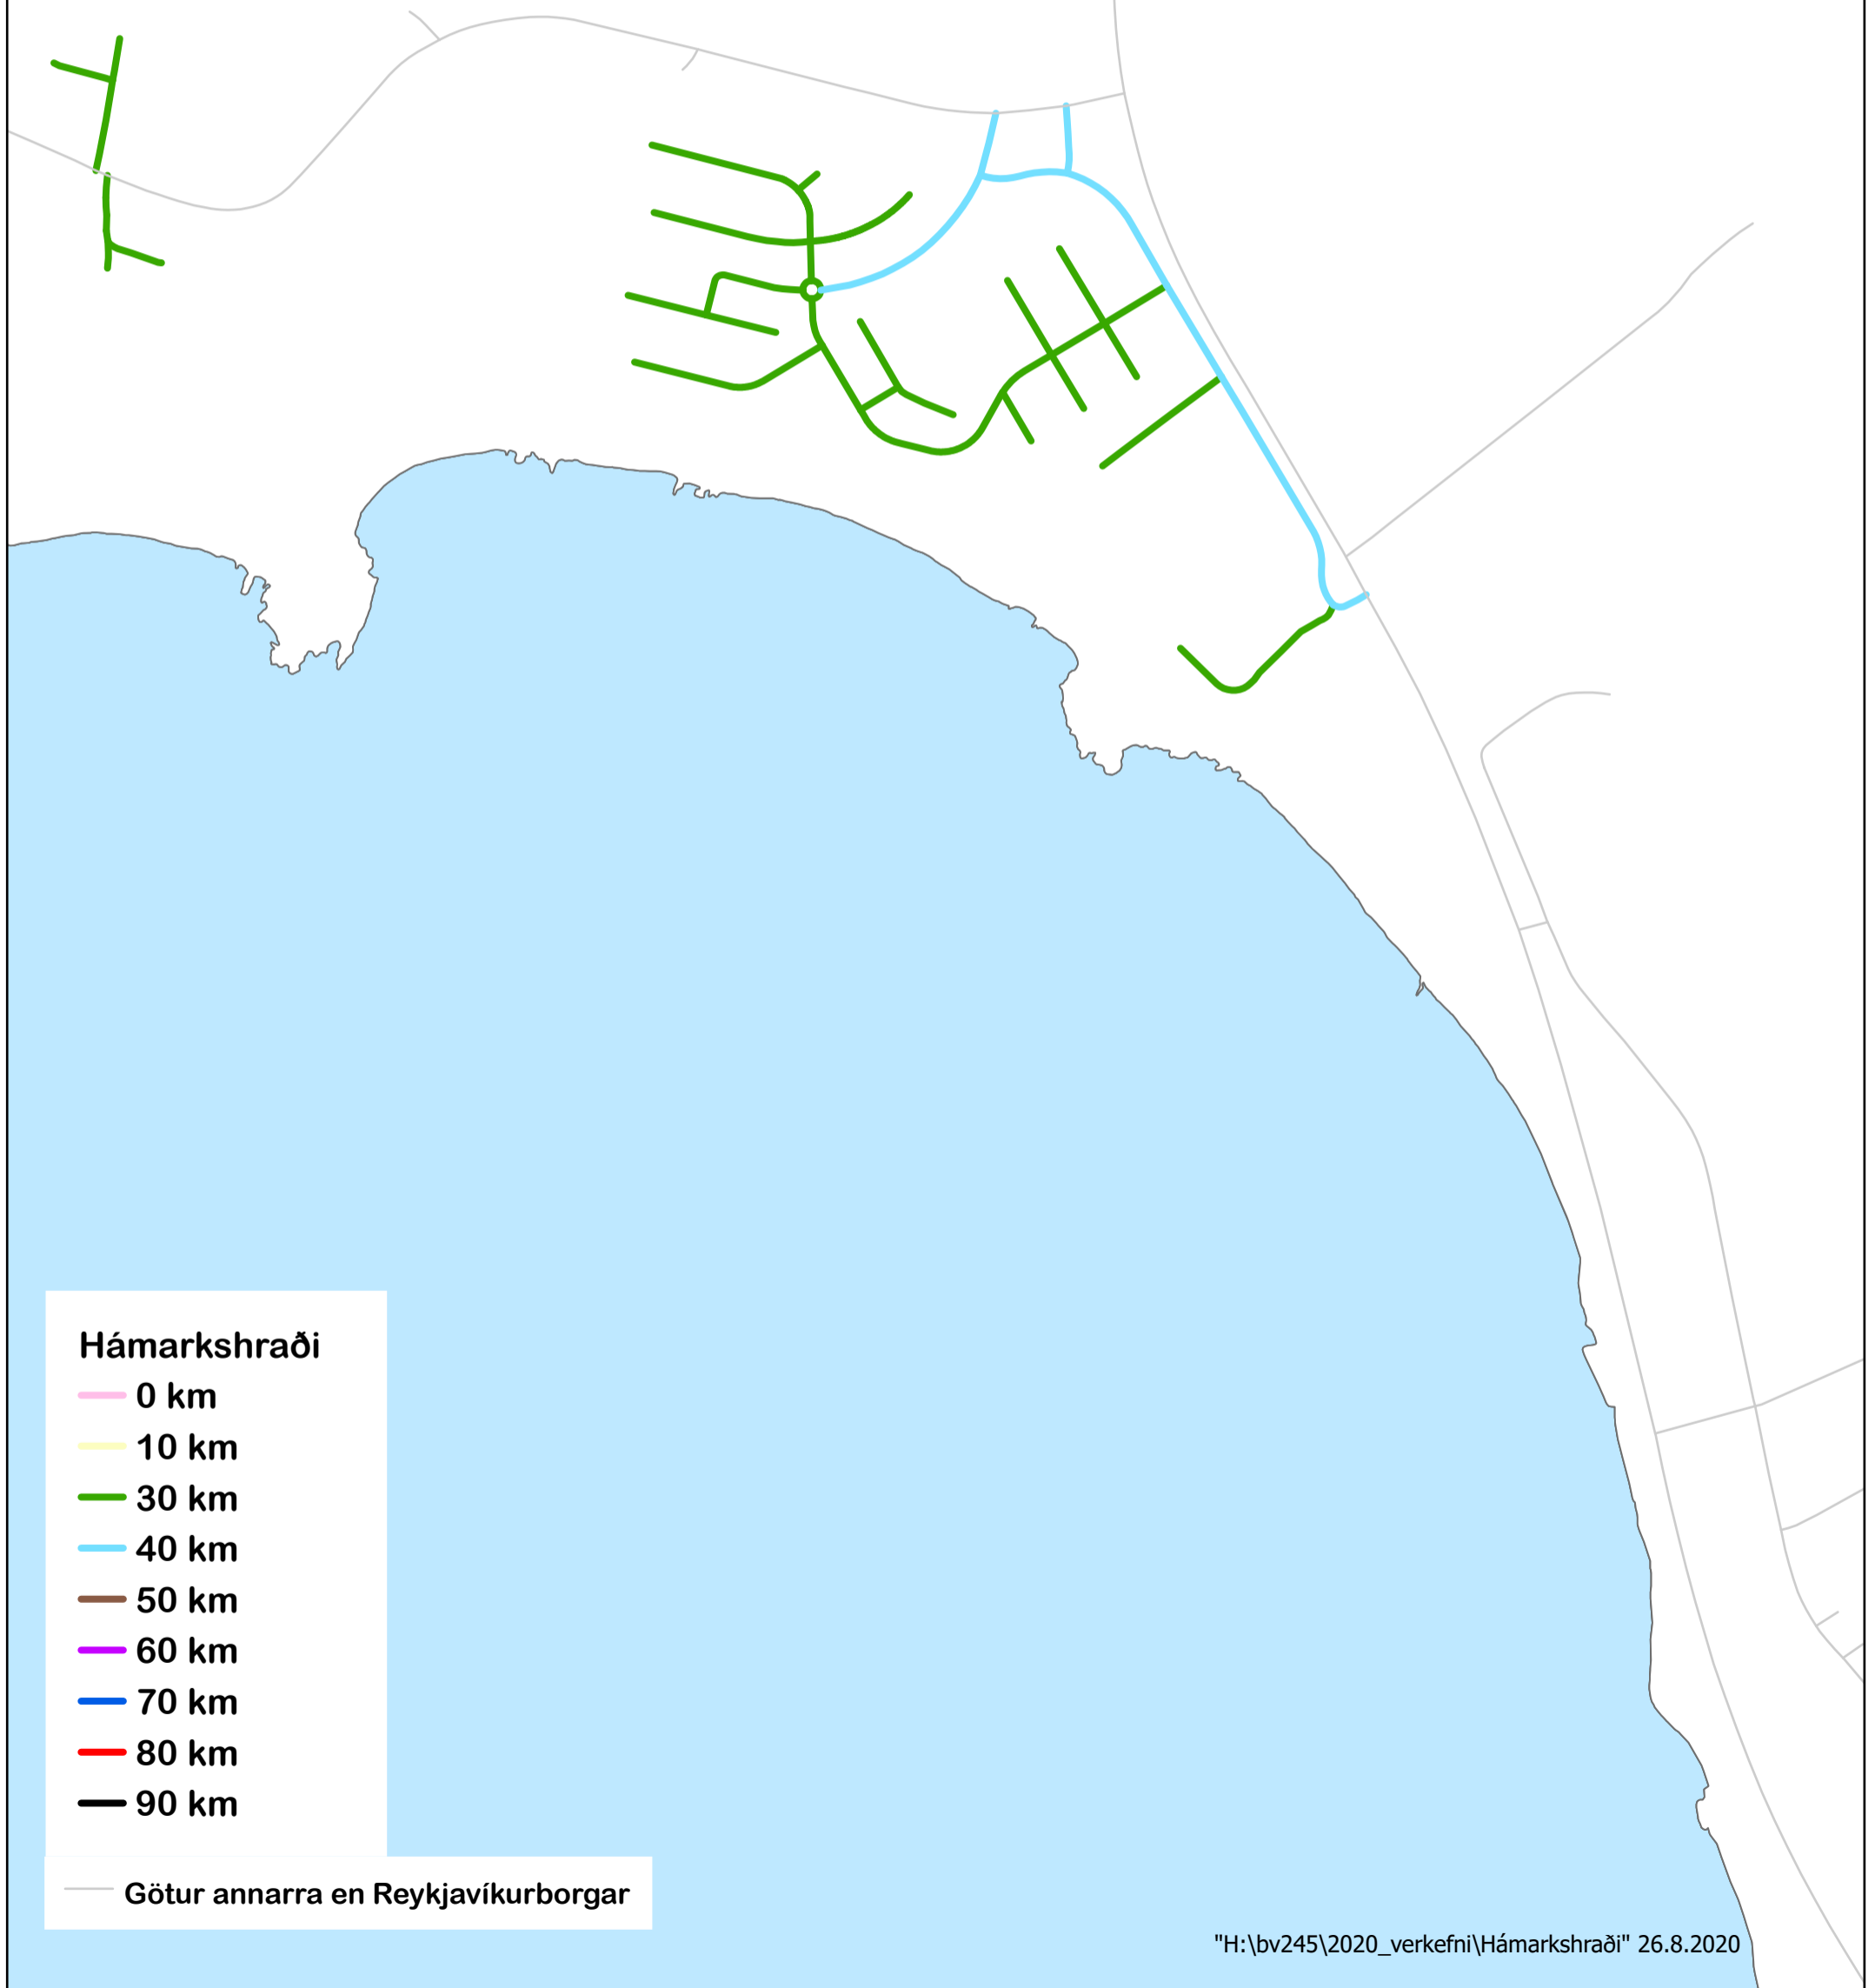 Hámarkshraði
0 km
10 km
30 km
40 km
50 km
60 km
70 km
80 km
90 km
Götur annarra en Reykjavíkurborgar
"H:\bv245\2020_verkefni\Hámarkshraði" 26.8.2020